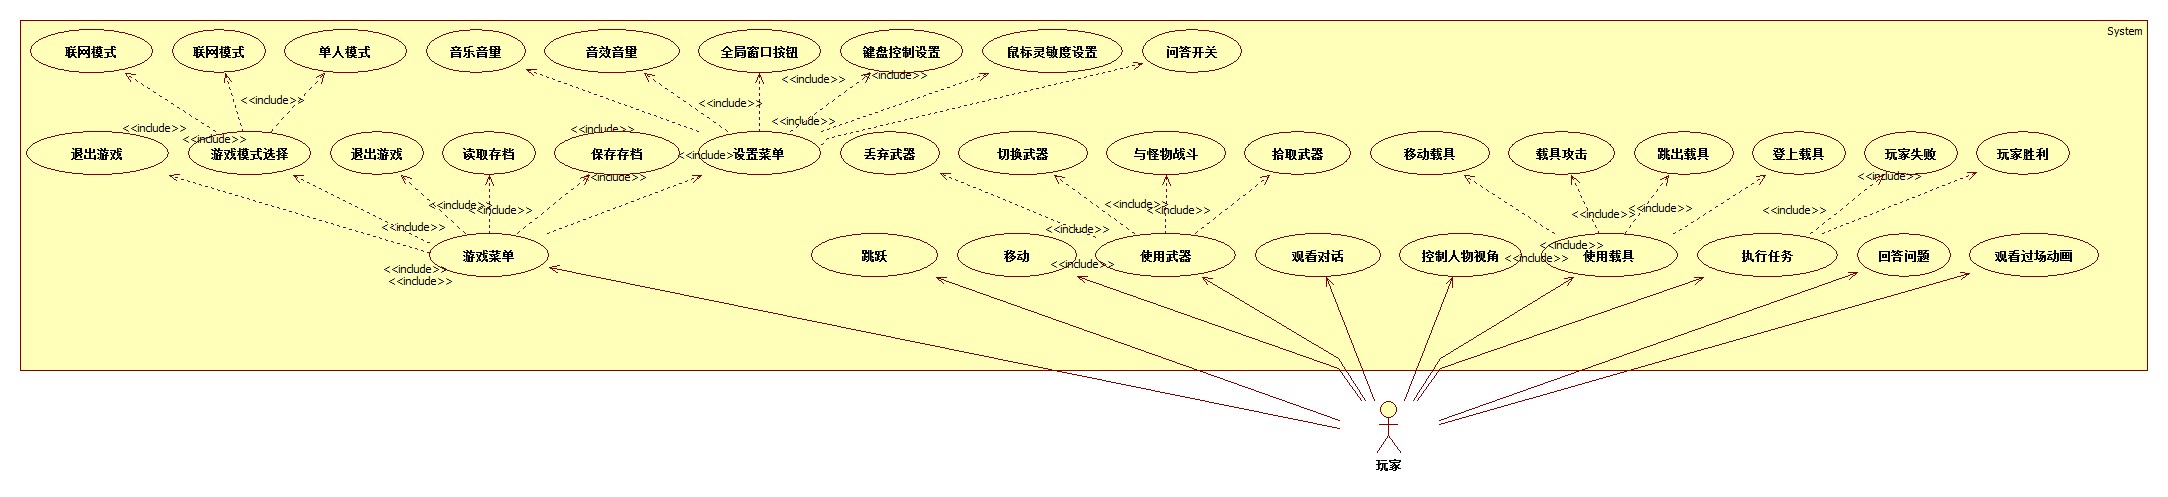 System
联网模式
联网模式
单人模式
音乐音量
音效音量
全局窗口按钮
键盘控制设置
鼠标灵敏度设置
问答开关
<<include>>
<<include>>
<<include>>
<<include>>
<<include>>
<<include>>
<<include>>
<<include>>
<<include>>
退出游戏
游戏模式选择
退出游戏
读取存档
保存存档
<<include>>
设置菜单
丢弃武器
切换武器
与怪物战斗
拾取武器
移动载具
载具攻击
跳出载具
登上载具
玩家失败
玩家胜利
<<include>>
<<include>>
<<include>>
<<include>>
<<include>>
<<include>>
<<include>>
<<include>>
<<include>>
<<include>>
<<include>>
游戏菜单
跳跃
移动
使用武器
观看对话
控制人物视角
<<include>>
使用载具
执行任务
回答问题
观看过场动画
<<include>>
<<include>>
<<include>>
<<include>>
玩家